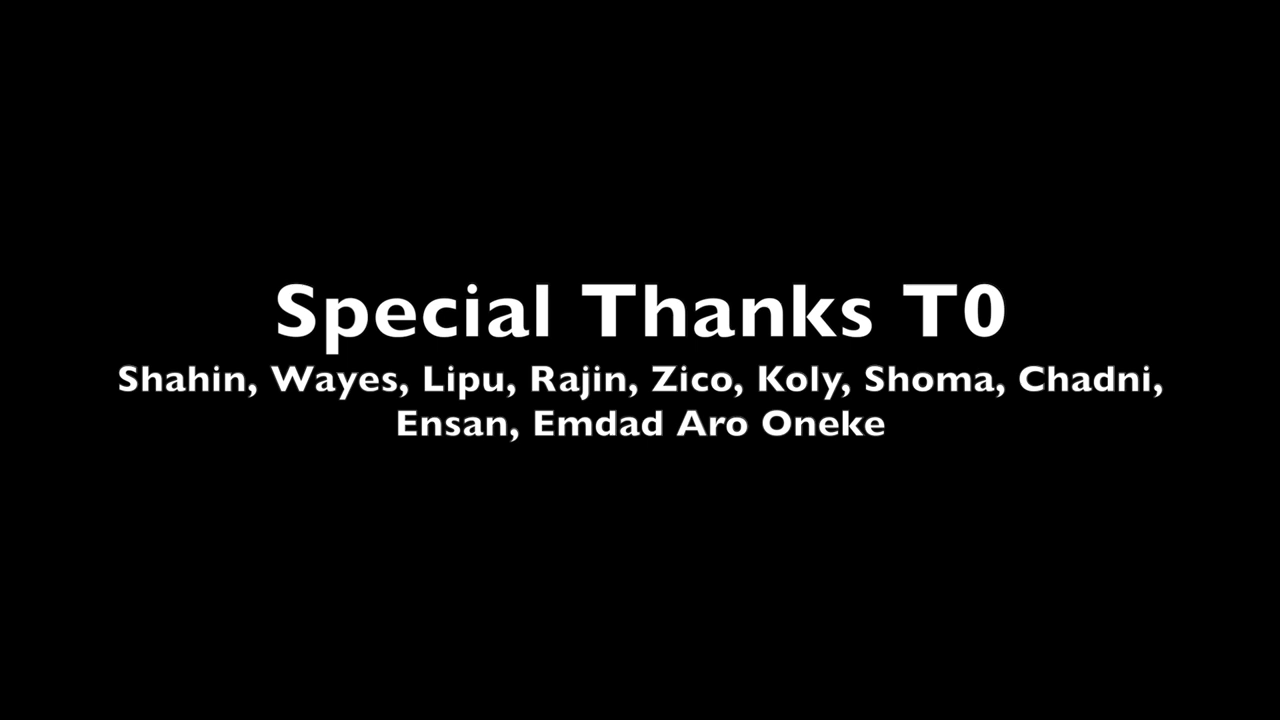 Special Thanks T0
Shahin, Wayes, Lipu, Rajin, Zico, Koly, Shoma, Chadni,
Ensan, Emdad Aro Oneke